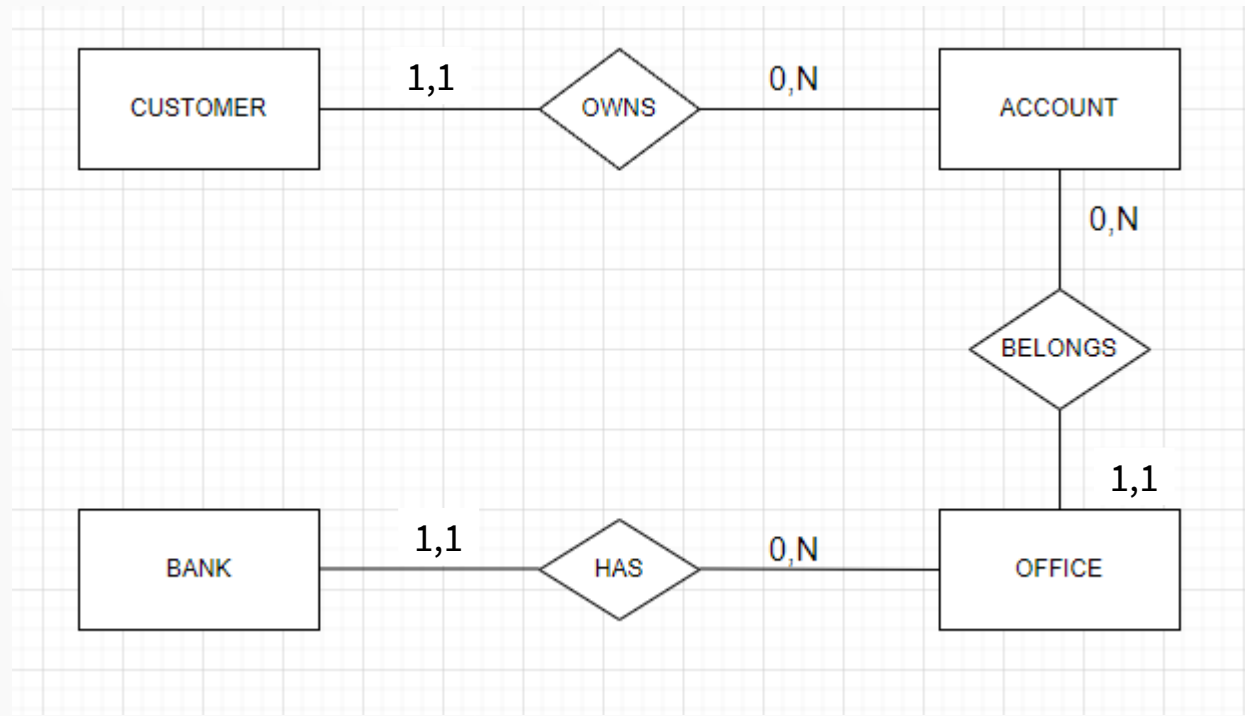 CUSTOMER
1,1
OWNS
0,N
ACCOUNT
0,N
BELONGS
1,1
BANK
1,1
HAS
0,N
OFFICE